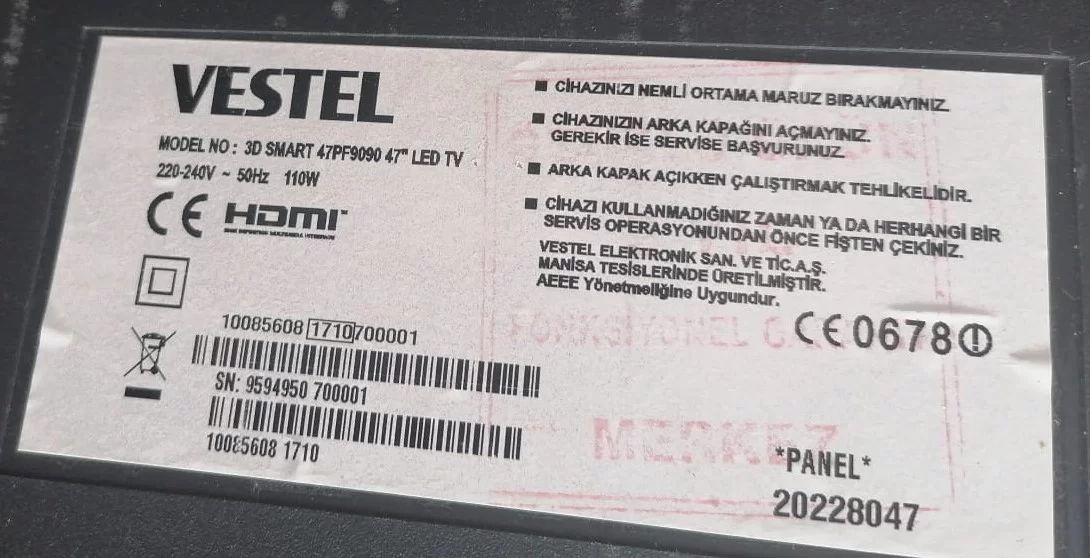 VESTEL
MODEL NO : 3D SMART 47PF9090 47" LED TV
220-240V ~ 50Hz 110W
CE HDMI
10085608 1710 700001
SN: 9594950 700001
10085608 1710
■ CİHAZINIZI NEMLİ ORTAMA MARUZ BIRAKMAYINIZ.
■ CİHAZINIZIN ARKA KAPAĞINI AÇMAYINIZ.
GEREKİR İSE SERVİSE BAŞVURUNUZ.
■ ARKA KAPAK AÇIKKEN ÇALIŞTIRMAK TEHLİKELİDİR.
■ CİHAZI KULLANMADIĞINIZ ZAMAN YA DA HERHANGİ BİR
SERVİS OPERASYONUNDAN ÖNCE FİŞTEN ÇEKİNİZ.
VESTEL ELEKTRONİK SAN. VE TİC.A.Ş.
MANİSA TESİSLERİNDE ÜRETİLMİŞTİR.
AEEE Yönetmeliğine Uygundur.
CE0678
FONKSİYONEL
MERKEZ
*PANEL*
20228047